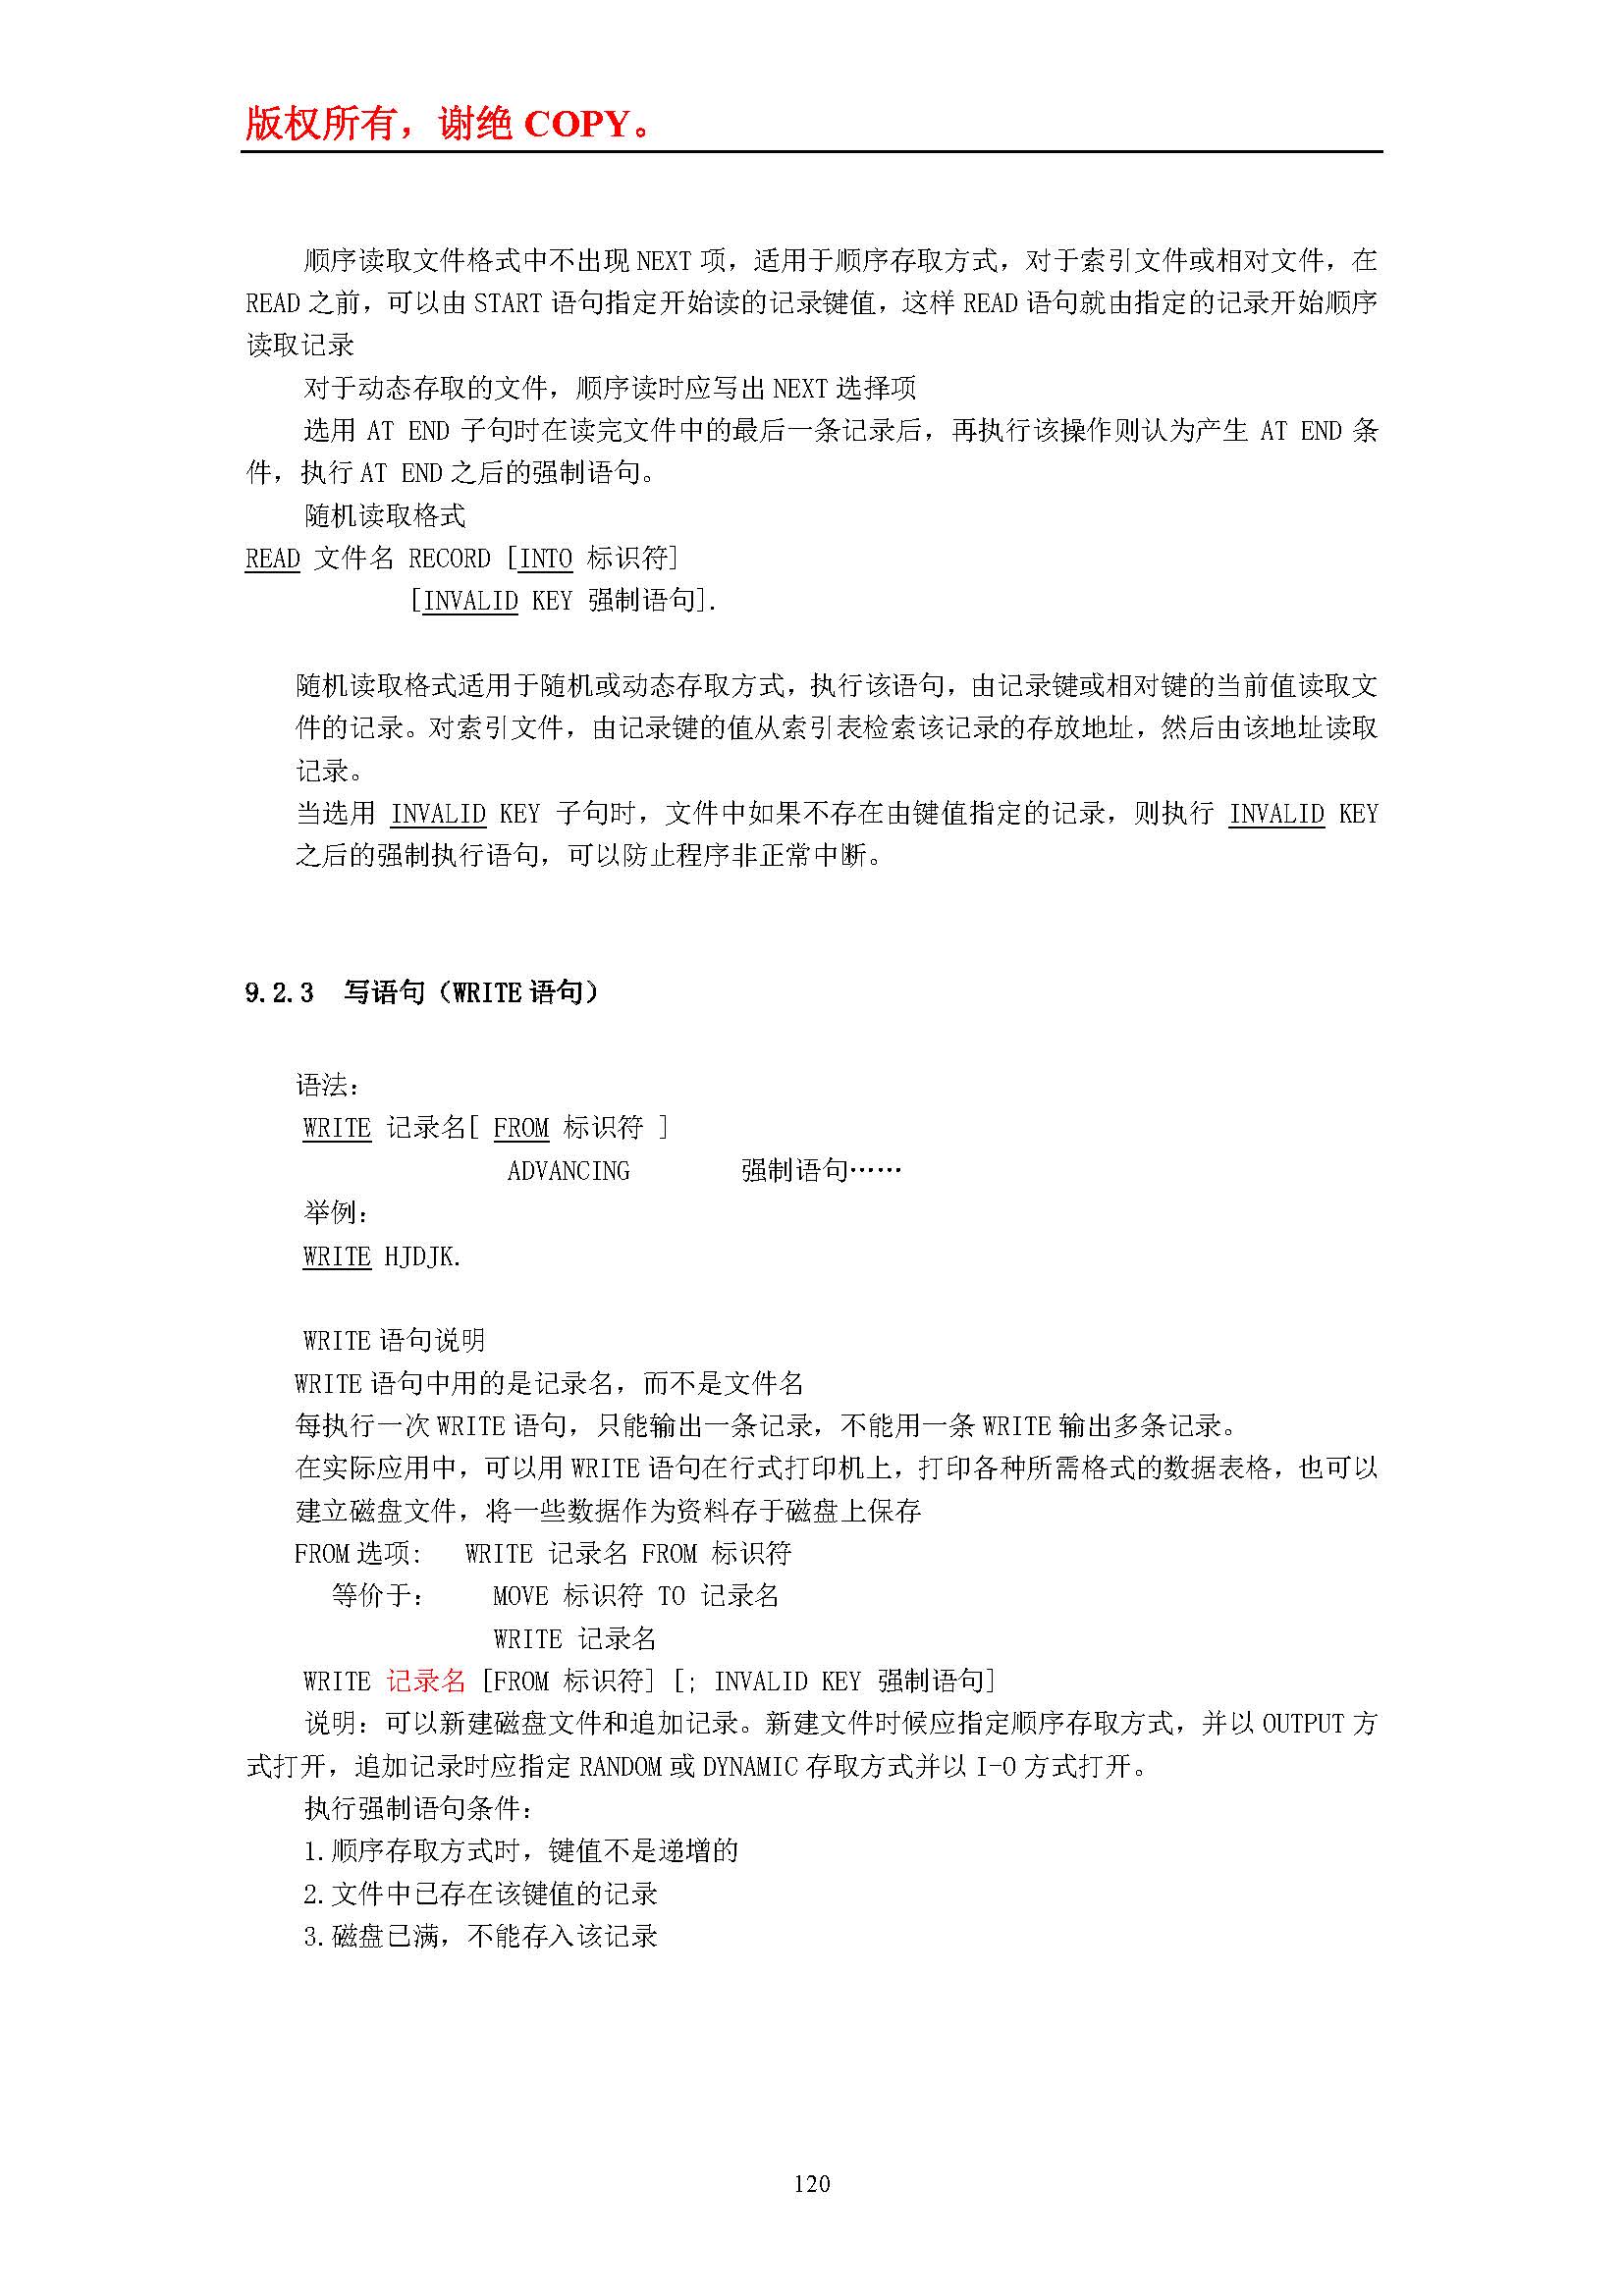 版权所有，谢绝 COPY。
顺序读取文件格式中不出现 NEXT 项，适用于顺序存取方式，对于索引文件或相对文件，在
READ 之前，可以由 START 语句指定开始读的记录键值，这样 READ 语句就由指定的记录开始顺序
读取记录
对于动态存取的文件，顺序读时应写出 NEXT 选择项
选用 AT END 子句时在读完文件中的最后一条记录后，再执行该操作则认为产生 AT END 条
件，执行 AT END 之后的强制语句。
随机读取格式
READ 文件名 RECORD [INTO 标识符]
[INVALID KEY 强制语句].
随机读取格式适用于随机或动态存取方式，执行该语句，由记录键或相对键的当前值读取文
件的记录。对索引文件，由记录键的值从索引表检索该记录的存放地址，然后由该地址读取
记录。
当选用 INVALID KEY 子句时，文件中如果不存在由键值指定的记录，则执行 INVALID KEY
之后的强制执行语句，可以防止程序非正常中断。
9.2.3 写语句（WRITE 语句）
语法：
WRITE 记录名[ FROM 标识符 ]
ADVANCING 强制语句……
举例：
WRITE HJDJK.
WRITE 语句说明
WRITE 语句中用的是记录名，而不是文件名
每执行一次 WRITE 语句，只能输出一条记录，不能用一条 WRITE 输出多条记录。
在实际应用中，可以用 WRITE 语句在行式打印机上，打印各种所需格式的数据表格，也可以
建立磁盘文件，将一些数据作为资料存于磁盘上保存
FROM 选项: WRITE 记录名 FROM 标识符
等价于： MOVE 标识符 TO 记录名
WRITE 记录名
WRITE 记录名 [FROM 标识符] [; INVALID KEY 强制语句]
说明：可以新建磁盘文件和追加记录。新建文件时候应指定顺序存取方式，并以 OUTPUT 方
式打开，追加记录时应指定 RANDOM 或 DYNAMIC 存取方式并以 I-O 方式打开。
执行强制语句条件：
1.顺序存取方式时，键值不是递增的
2.文件中已存在该键值的记录
3.磁盘已满，不能存入该记录
120